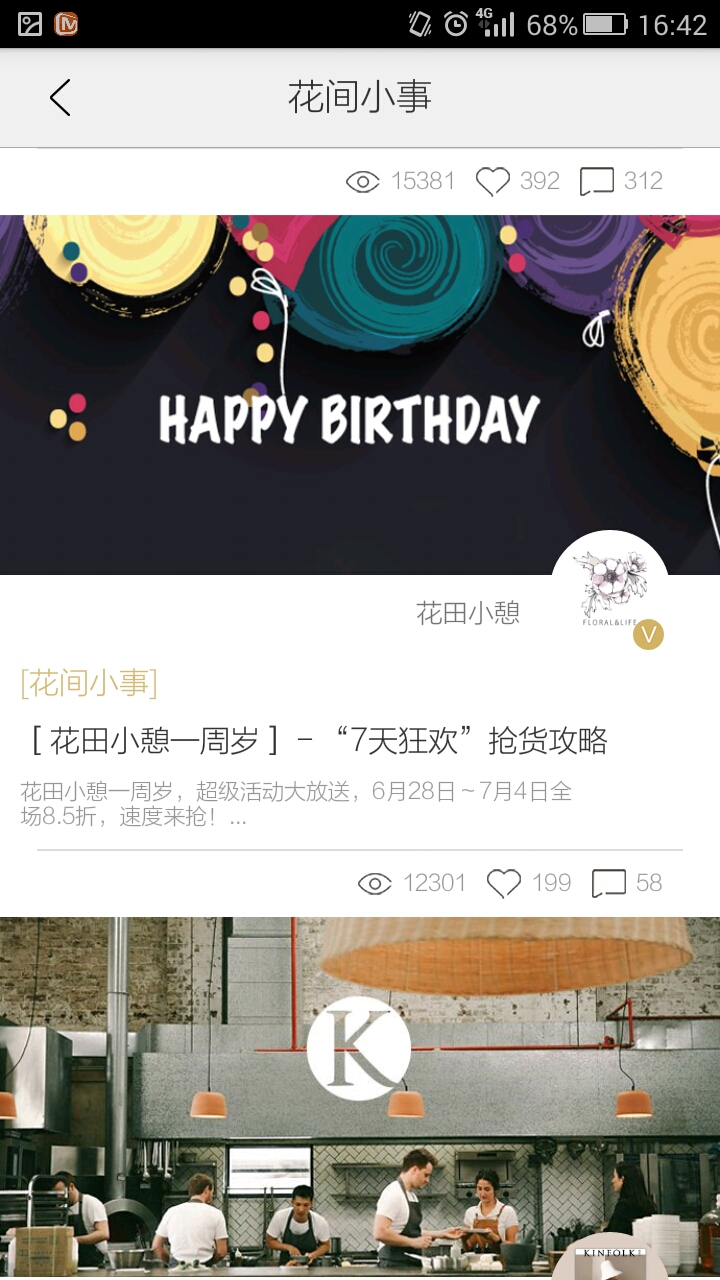 4G 68% 16:42
花间小事
15381 392 312
HAPPY BIRTHDAY
花田小憩
FLORAL&LIFE
V
[花间小事]
[ 花田小憩一周岁 ] - “7天狂欢”抢货攻略
花田小憩一周岁，超级活动大放送，6月28日~7月4日全
场8.5折，速度来抢！...
12301 199 58
K
KINFOLK